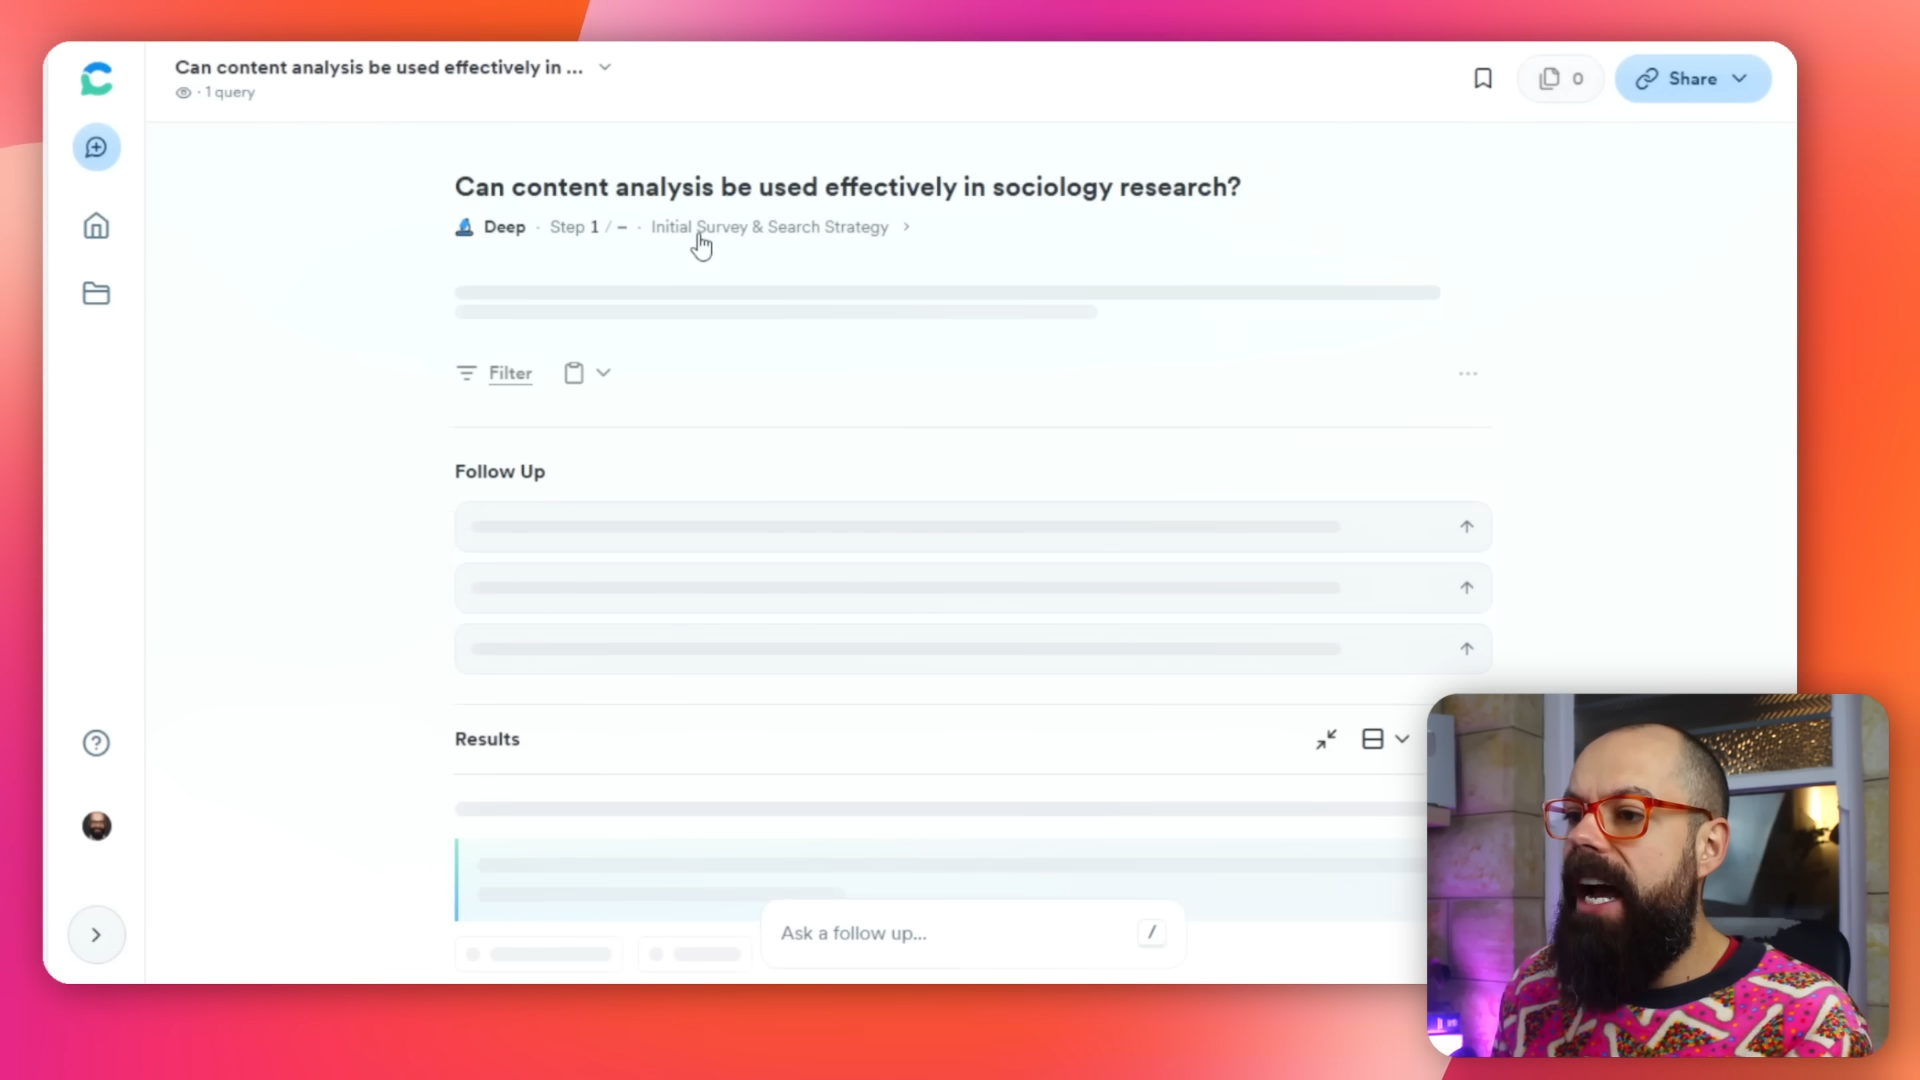 Can content analysis be used effectively in ...
· 1 query
0
Share
Can content analysis be used effectively in sociology research?
Deep · Step 1 / – · Initial Survey & Search Strategy
Filter
Follow Up
Results
Ask a follow up...
/